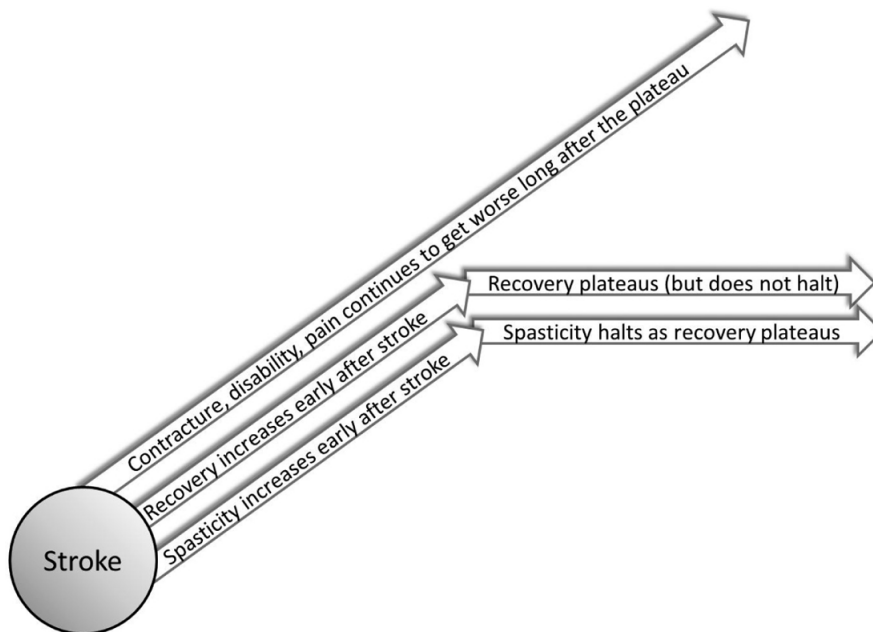 Contracture, disability, pain continues to get worse long after the plateau
Recovery increases early after stroke
Recovery plateaus (but does not halt)
Spasticity increases early after stroke
Spasticity halts as recovery plateaus
Stroke